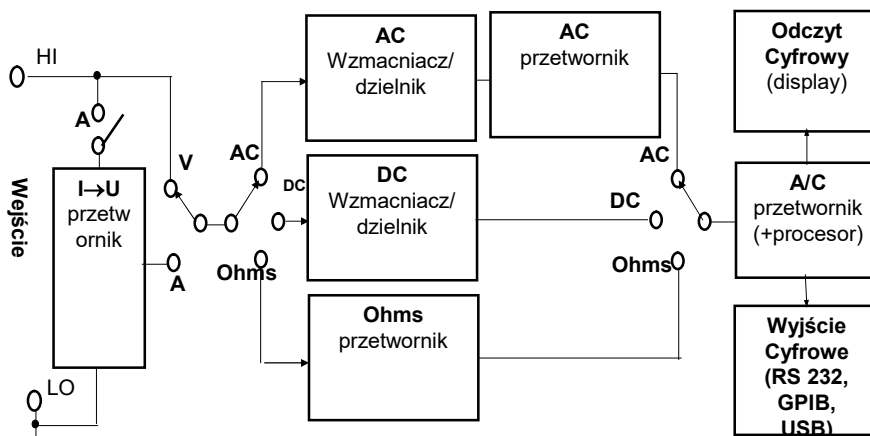 HI
A
I→U
przetw
ornik
Wejście
LO
V
A
AC
DC
Ohms
AC
Wzmacniacz/
dzielnik
AC
przetwornik
DC
Wzmacniacz/
dzielnik
Ohms
przetwornik
AC
DC
Ohms
Odczyt
Cyfrowy
(display)
A/C
przetwornik
(+procesor)
Wyjście
Cyfrowe
(RS 232,
GPIB,
USB)